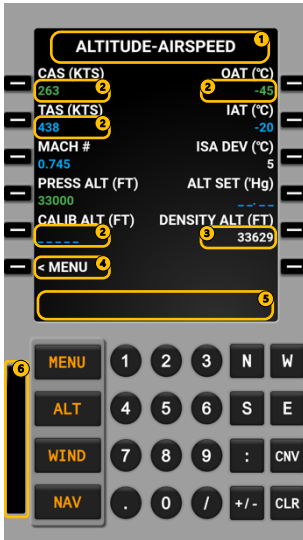 ALTITUDE-AIRSPEED 1
CAS (KTS) OAT (°C)
263 2 2 -45
TAS (KTS) IAT (°C)
438 2 -20
MACH # ISA DEV (°C)
0.745 5
PRESS ALT (FT) ALT SET ("Hg)
33000 _ _._ _
CALIB ALT (FT) DENSITY ALT (FT)
_ _ _ _ _ 2 3 33629
< MENU 4
5
6
MENU 1 2 3 N W
ALT 4 5 6 S E
WIND 7 8 9 : CNV
NAV . 0 / +/- CLR